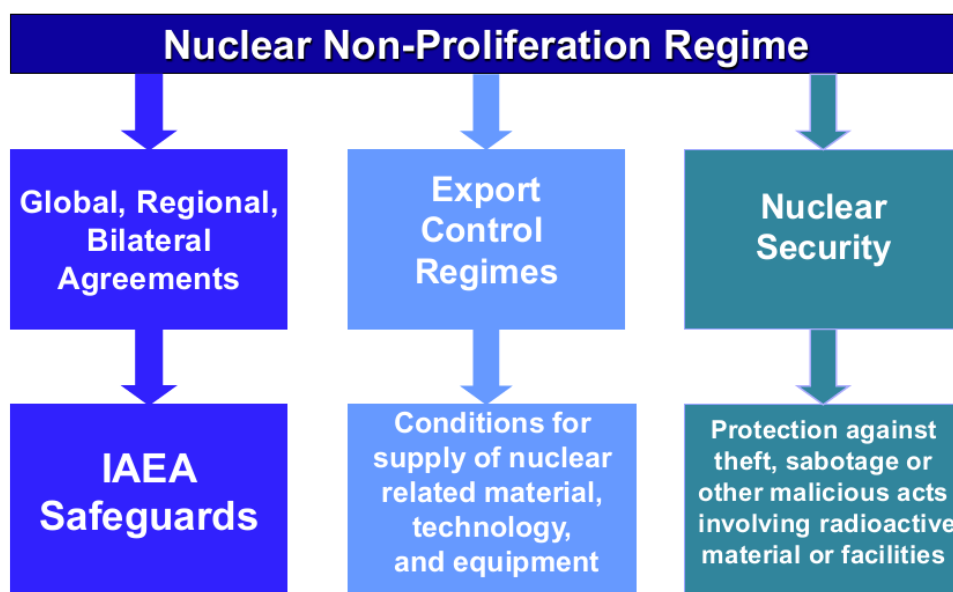 Nuclear Non-Proliferation Regime
Global, Regional,
Bilateral
Agreements
Export
Control
Regimes
Nuclear
Security
IAEA
Safeguards
Conditions for
supply of nuclear
related material,
technology,
and equipment
Protection against
theft, sabotage or
other malicious acts
involving radioactive
material or facilities